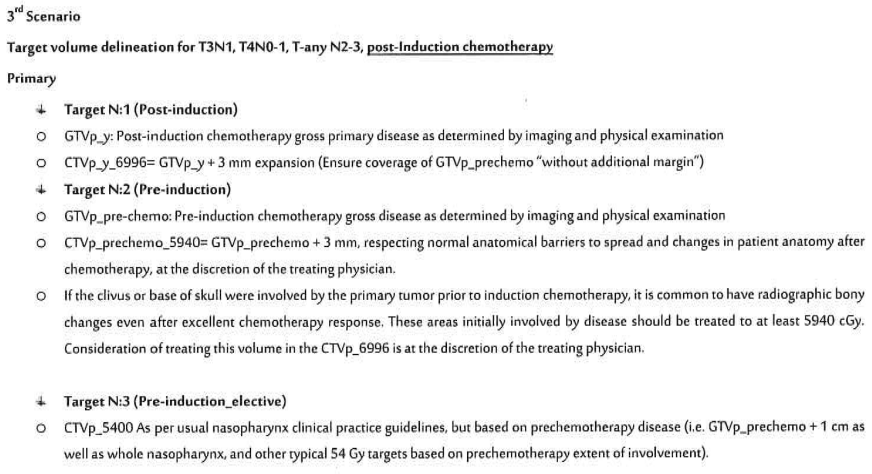 3rd Scenario
Target volume delineation for T3N1, T4N0-1, T-any N2-3, post-Induction chemotherapy
Primary
Target N:1 (Post-induction)
o GTVp_y: Post-induction chemotherapy gross primary disease as determined by imaging and physical examination
o CTVp_y_6996= GTVp_y + 3 mm expansion (Ensure coverage of GTVp_prechemo "without additional margin")
Target N:2 (Pre-induction)
o GTVp_pre-chemo: Pre-induction chemotherapy gross disease as determined by imaging and physical examination
o CTVp_prechemo_5940= GTVp_prechemo + 3 mm, respecting normal anatomical barriers to spread and changes in patient anatomy after
chemotherapy, at the discretion of the treating physician.
o If the clivus or base of skull were involved by the primary tumor prior to induction chemotherapy, it is common to have radiographic bony
changes even after excellent chemotherapy response. These areas initially involved by disease should be treated to at least 5940 cGy.
Consideration of treating this volume in the CTVp_6996 is at the discretion of the treating physician.
Target N:3 (Pre-induction_elective)
o CTVp_5400 As per usual nasopharynx clinical practice guidelines, but based on prechemotherapy disease (i.e. GTVp_prechemo + 1 cm as
well as whole nasopharynx, and other typical 54 Gy targets based on prechemotherapy extent of involvement).